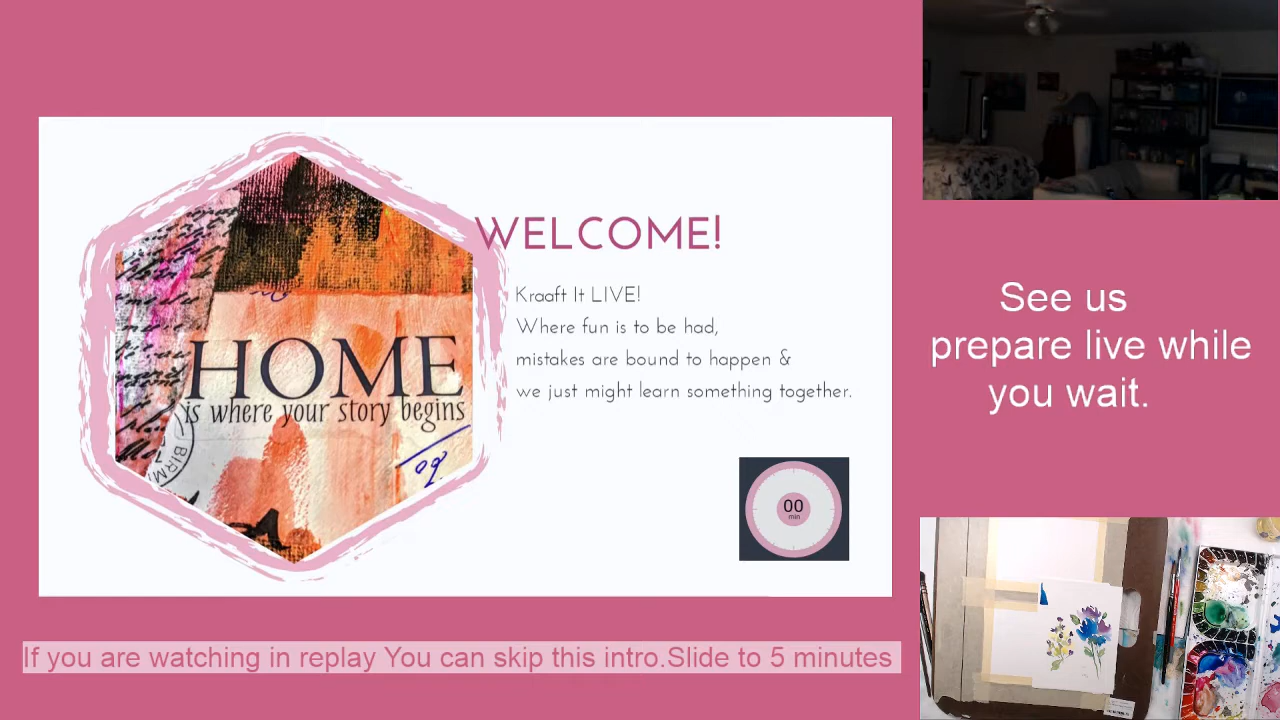 WELCOME!
Kraaft It LIVE!
Where fun is to be had,
mistakes are bound to happen &
we just might learn something together.
HOME
is where your story begins
BIRM
00
min
See us
prepare live while
you wait.
If you are watching in replay You can skip this intro.Slide to 5 minutes